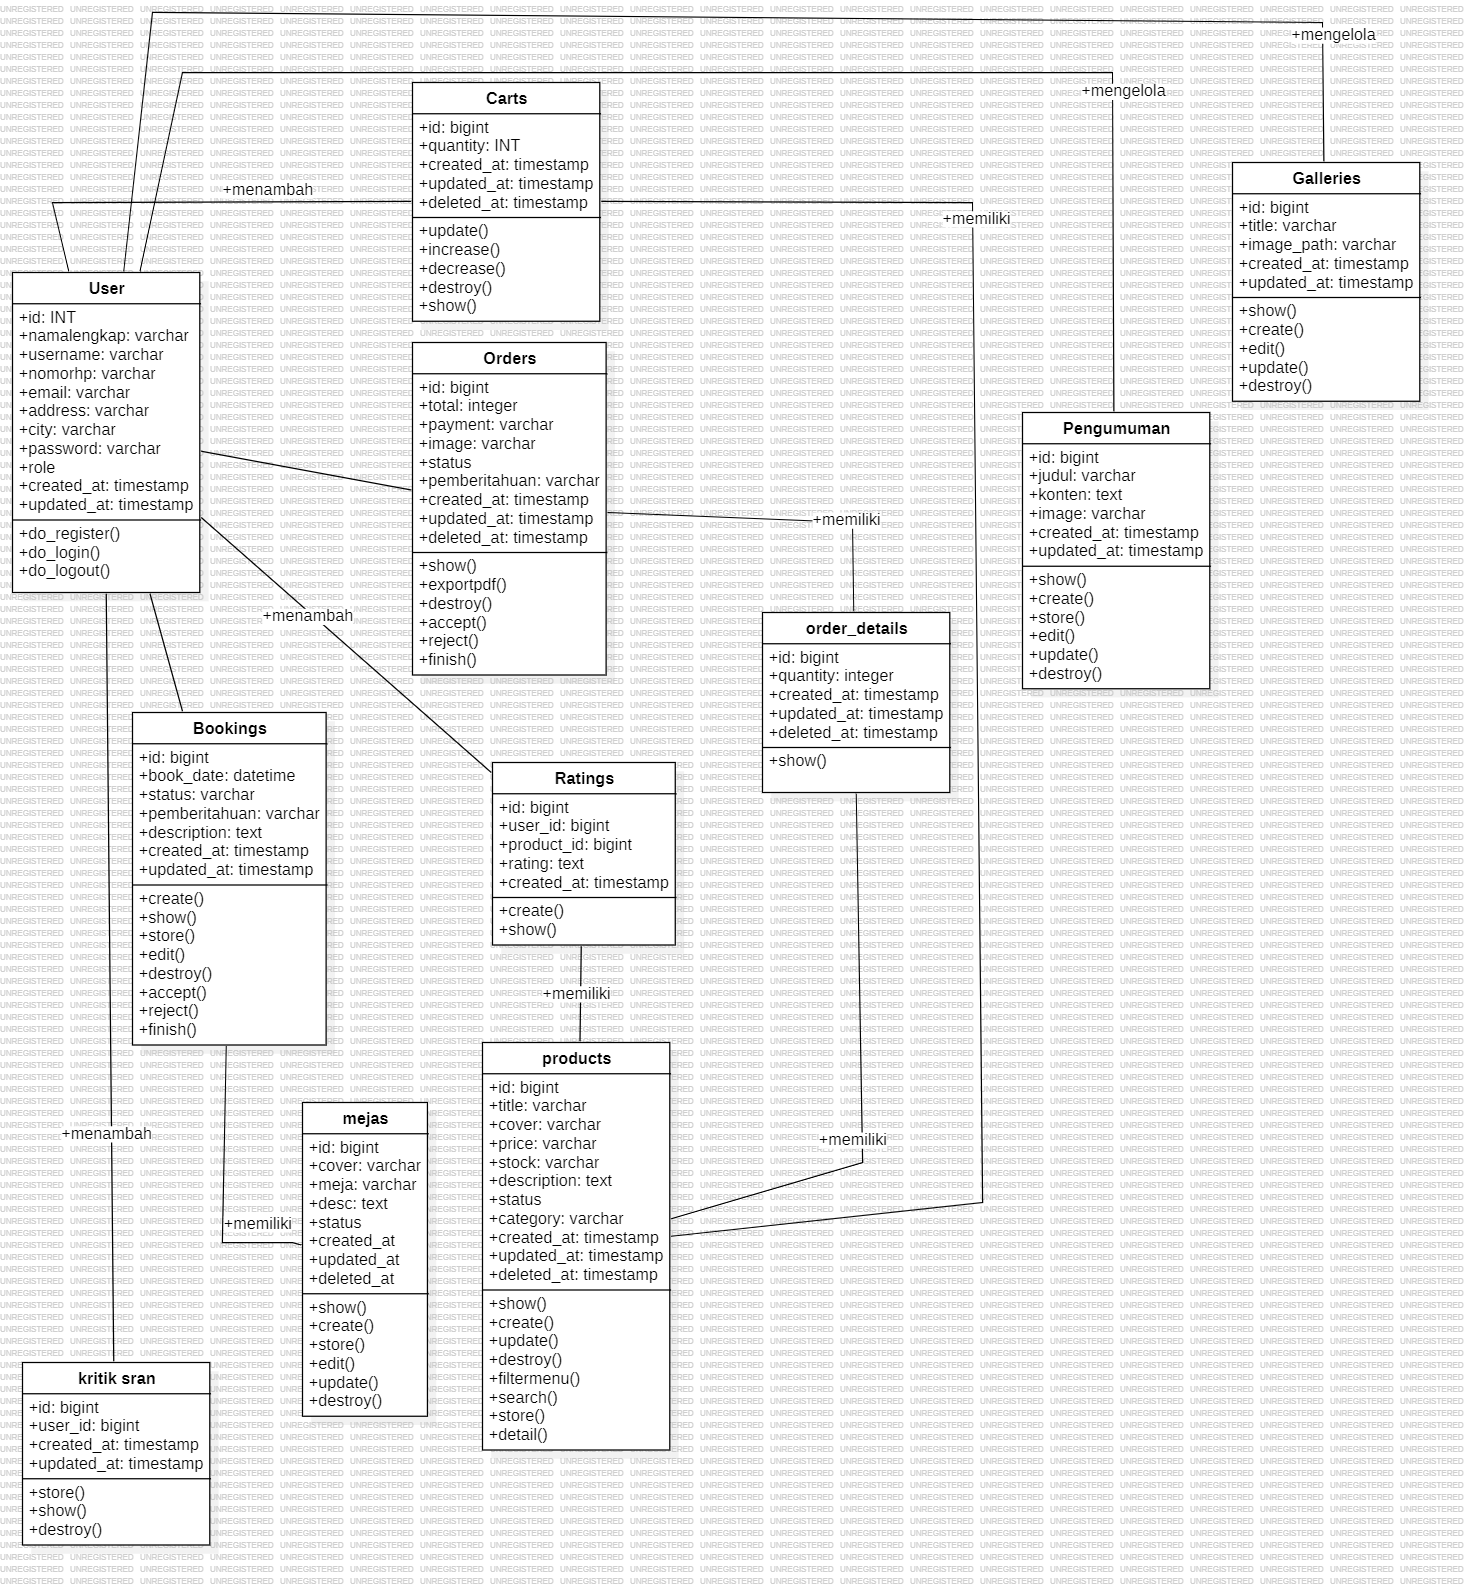 +mengelola
+mengelola
Carts
+id: bigint
+quantity: INT
+created_at: timestamp
+updated_at: timestamp
+deleted_at: timestamp
+update()
+increase()
+decrease()
+destroy()
+show()
+menambah
+memiliki
Galleries
+id: bigint
+title: varchar
+image_path: varchar
+created_at: timestamp
+updated_at: timestamp
+show()
+create()
+edit()
+update()
+destroy()
User
+id: INT
+namalengkap: varchar
+username: varchar
+nomorhp: varchar
+email: varchar
+address: varchar
+city: varchar
+password: varchar
+role
+created_at: timestamp
+updated_at: timestamp
+do_register()
+do_login()
+do_logout()
Orders
+id: bigint
+total: integer
+payment: varchar
+image: varchar
+status
+pemberitahuan: varchar
+created_at: timestamp
+updated_at: timestamp
+deleted_at: timestamp
+show()
+exportpdf()
+destroy()
+accept()
+reject()
+finish()
+memiliki
Pengumuman
+id: bigint
+judul: varchar
+konten: text
+image: varchar
+created_at: timestamp
+updated_at: timestamp
+show()
+create()
+store()
+edit()
+update()
+destroy()
+menambah
order_details
+id: bigint
+quantity: integer
+created_at: timestamp
+updated_at: timestamp
+deleted_at: timestamp
+show()
Bookings
+id: bigint
+book_date: datetime
+status: varchar
+pemberitahuan: varchar
+description: text
+created_at: timestamp
+updated_at: timestamp
+create()
+show()
+store()
+edit()
+destroy()
+accept()
+reject()
+finish()
Ratings
+id: bigint
+user_id: bigint
+product_id: bigint
+rating: text
+created_at: timestamp
+create()
+show()
+memiliki
products
+id: bigint
+title: varchar
+cover: varchar
+price: varchar
+stock: varchar
+description: text
+status
+category: varchar
+created_at: timestamp
+updated_at: timestamp
+deleted_at: timestamp
+show()
+create()
+update()
+destroy()
+filtermenu()
+search()
+store()
+detail()
+memiliki
+menambah
mejas
+id: bigint
+cover: varchar
+meja: varchar
+desc: text
+status
+created_at
+updated_at
+deleted_at
+show()
+create()
+store()
+edit()
+update()
+destroy()
+memiliki
kritik sran
+id: bigint
+user_id: bigint
+created_at: timestamp
+updated_at: timestamp
+store()
+show()
+destroy()
UNREGISTERED